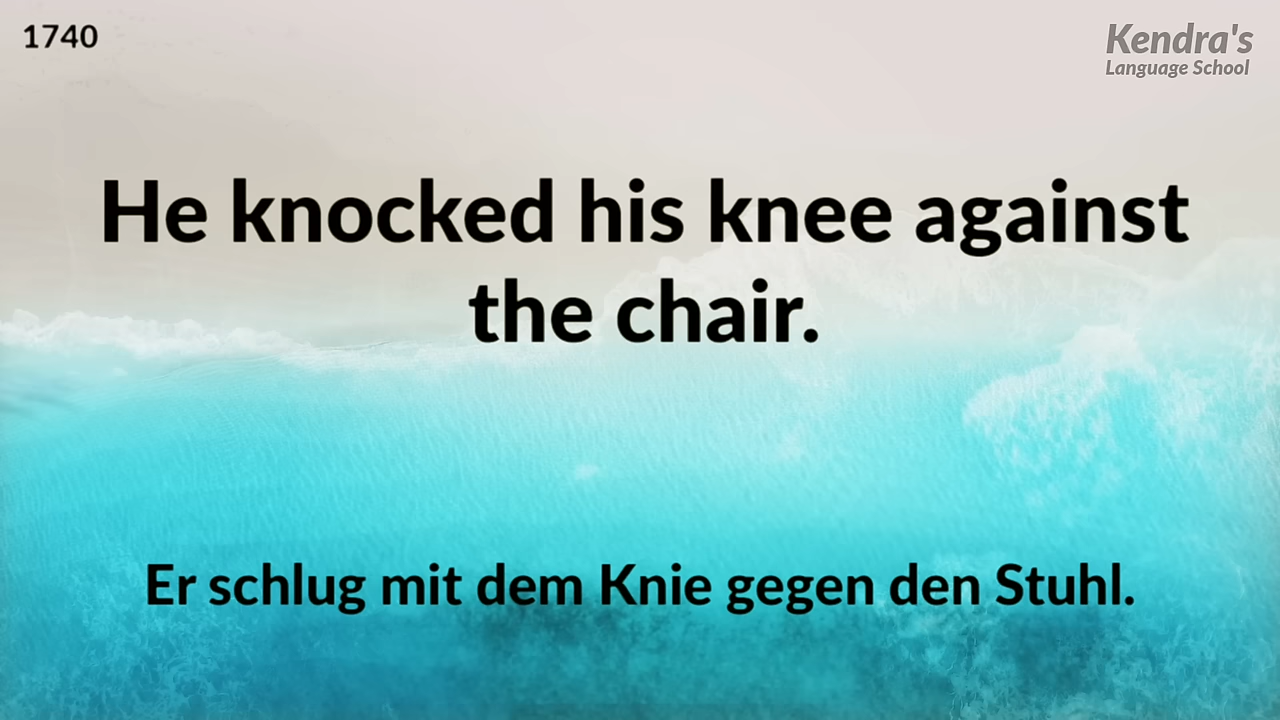 1740
Kendra's
Language School
He knocked his knee against
the chair.
Er schlug mit dem Knie gegen den Stuhl.